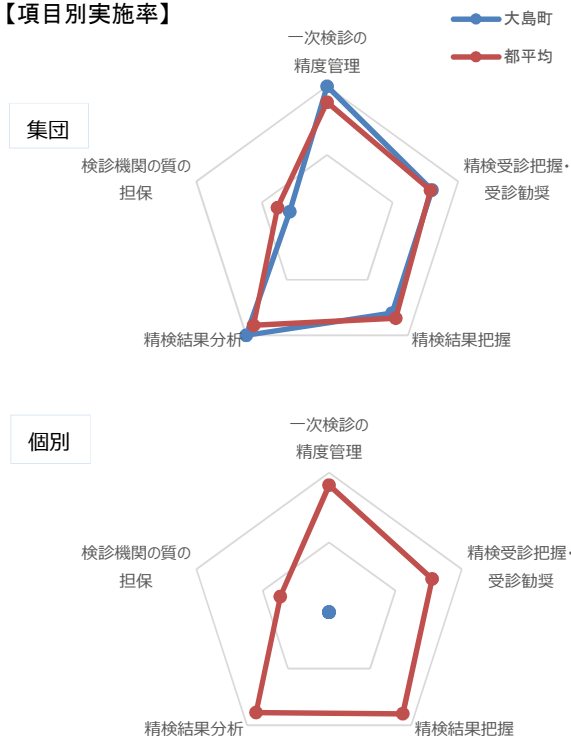 【項目別実施率】
大島町
都平均
集団
一次検診の
精度管理
精検受診把握・
受診勧奨
精検結果把握
精検結果分析
検診機関の質の
担保
個別
一次検診の
精度管理
精検受診把握・
受診勧奨
精検結果把握
精検結果分析
検診機関の質の
担保